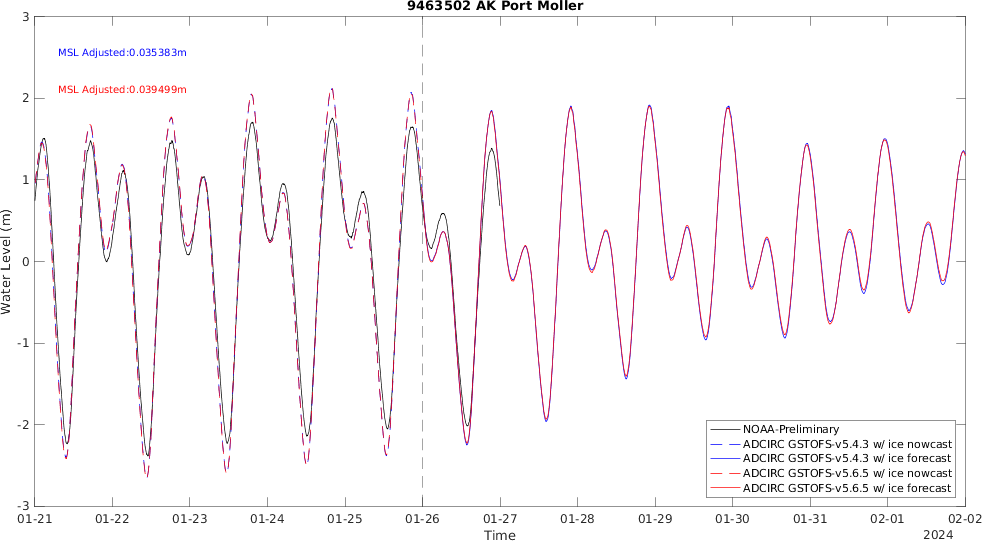 9463502 AK Port Moller
MSL Adjusted:0.035383m
MSL Adjusted:0.039499m
Water Level (m)
3
2
1
0
-1
-2
-3
NOAA-Preliminary
ADCIRC GSTOFS-v5.4.3 w/ ice nowcast
ADCIRC GSTOFS-v5.4.3 w/ ice forecast
ADCIRC GSTOFS-v5.6.5 w/ ice nowcast
ADCIRC GSTOFS-v5.6.5 w/ ice forecast
01-21 01-22 01-23 01-24 01-25 01-26 01-27 01-28 01-29 01-30 01-31 02-01 02-02
Time
2024